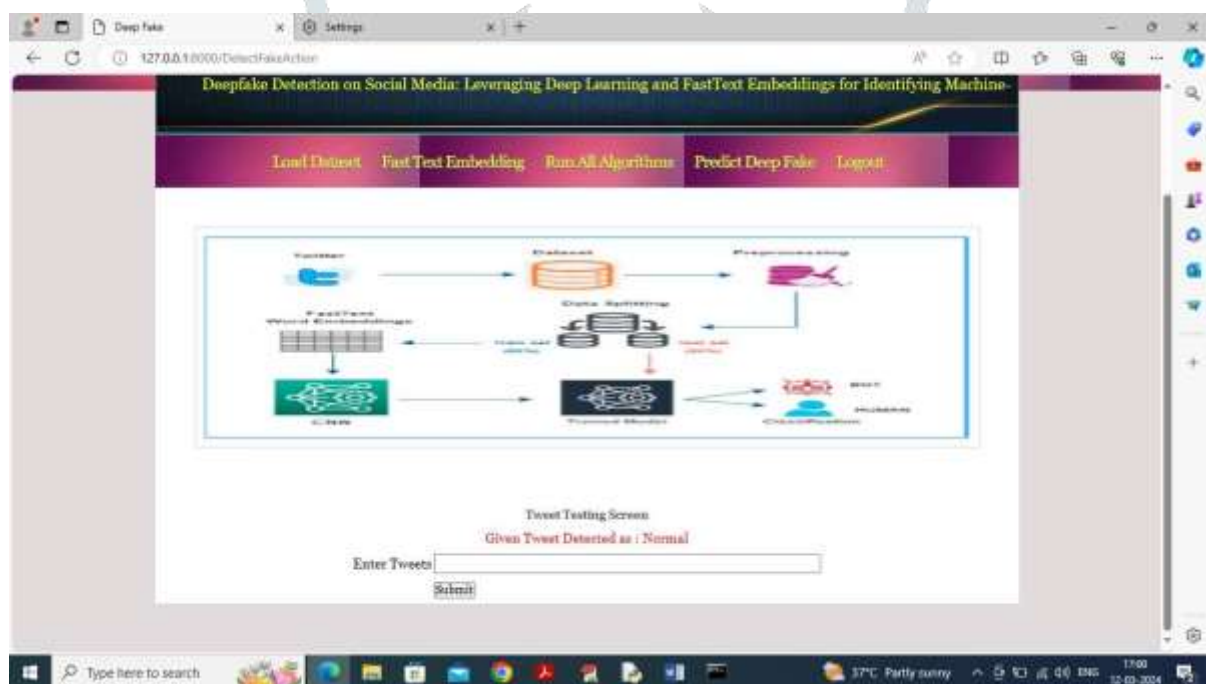 Deep Fake
Settings
127.0.0.1:8000/DetectFakeAction
Deepfake Detection on Social Media: Leveraging Deep Learning and FastText Embeddings for Identifying Machine-
Load Dataset Fast Text Embedding Run All Algorithms Predict Deep Fake Logout
Twitter Dataset Preprocessing
Data Splitting
FastText
Word Embeddings
BOT
HUMAN
CNN Trained Model Classification
Tweet Testing Screen
Given Tweet Detected as : Normal
Enter Tweets
Submit
Type here to search
37°C Partly sunny
ENG
17:00
12-03-2024